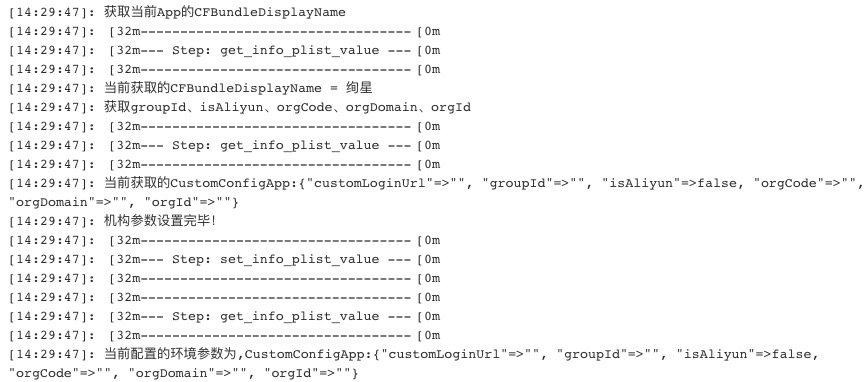 [14:29:47]: 获取当前App的CFBundleDisplayName
[14:29:47]: [32m---------------------------------- [0m
[14:29:47]: [32m--- Step: get_info_plist_value --- [0m
[14:29:47]: [32m---------------------------------- [0m
[14:29:47]: 当前获取的CFBundleDisplayName = 绚星
[14:29:47]: 获取groupId、isAliyun、orgCode、orgDomain、orgId
[14:29:47]: [32m---------------------------------- [0m
[14:29:47]: [32m--- Step: get_info_plist_value --- [0m
[14:29:47]: [32m---------------------------------- [0m
[14:29:47]: 当前获取的CustomConfigApp:{"customLoginUrl"=>"", "groupId"=>"", "isAliyun"=>false, "orgCode"=>"",
"orgDomain"=>"", "orgId"=>""}
[14:29:47]: 机构参数设置完毕！
[14:29:47]: [32m---------------------------------- [0m
[14:29:47]: [32m--- Step: set_info_plist_value --- [0m
[14:29:47]: [32m---------------------------------- [0m
[14:29:47]: [32m---------------------------------- [0m
[14:29:47]: [32m--- Step: get_info_plist_value --- [0m
[14:29:47]: [32m---------------------------------- [0m
[14:29:47]: 当前配置的环境参数为,CustomConfigApp:{"customLoginUrl"=>"", "groupId"=>"", "isAliyun"=>false,
"orgCode"=>"", "orgDomain"=>"", "orgId"=>""}